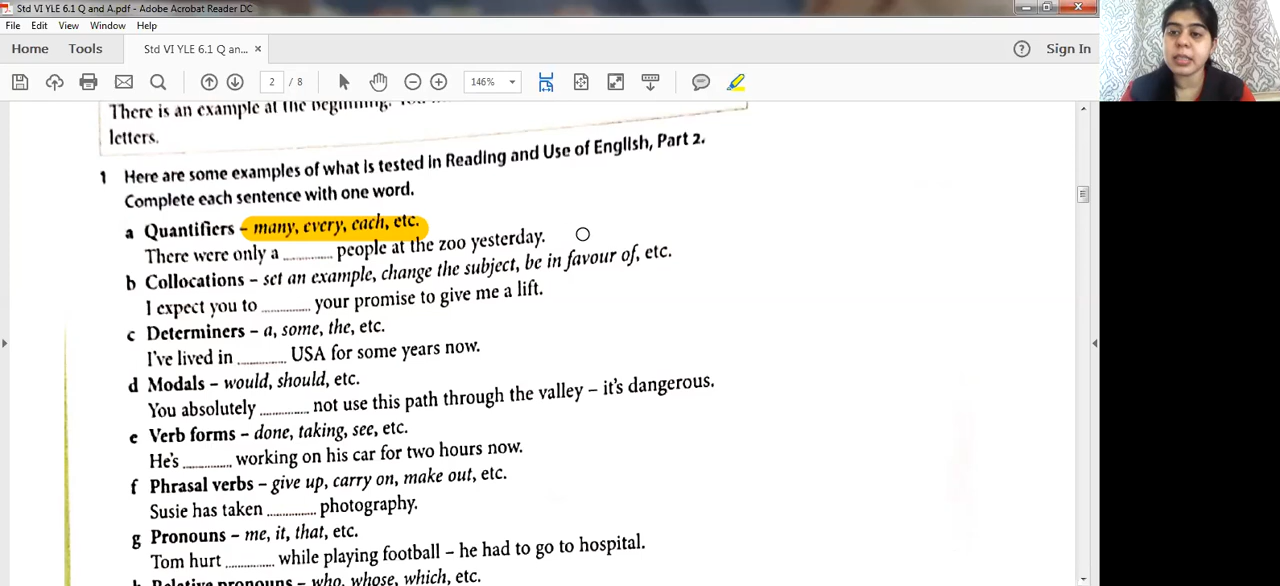 Std VI YLE 6.1 Q and A.pdf - Adobe Acrobat Reader DC
File Edit View Window Help
Home Tools Std VI YLE 6.1 Q an... × Sign In
2 / 8 146%
There is an example at the beginning.
letters.
1 Here are some examples of what is tested in Reading and Use of English, Part 2.
Complete each sentence with one word.
a Quantifiers – many, every, each, etc.
There were only a ............ people at the zoo yesterday.
b Collocations – set an example, change the subject, be in favour of, etc.
I expect you to ............ your promise to give me a lift.
c Determiners – a, some, the, etc.
I've lived in ............ USA for some years now.
d Modals – would, should, etc.
You absolutely ............ not use this path through the valley – it's dangerous.
e Verb forms – done, taking, see, etc.
He's ............ working on his car for two hours now.
f Phrasal verbs – give up, carry on, make out, etc.
Susie has taken ............ photography.
g Pronouns – me, it, that, etc.
Tom hurt ............ while playing football – he had to go to hospital.
h Relative pronouns – who, whose, which, etc.